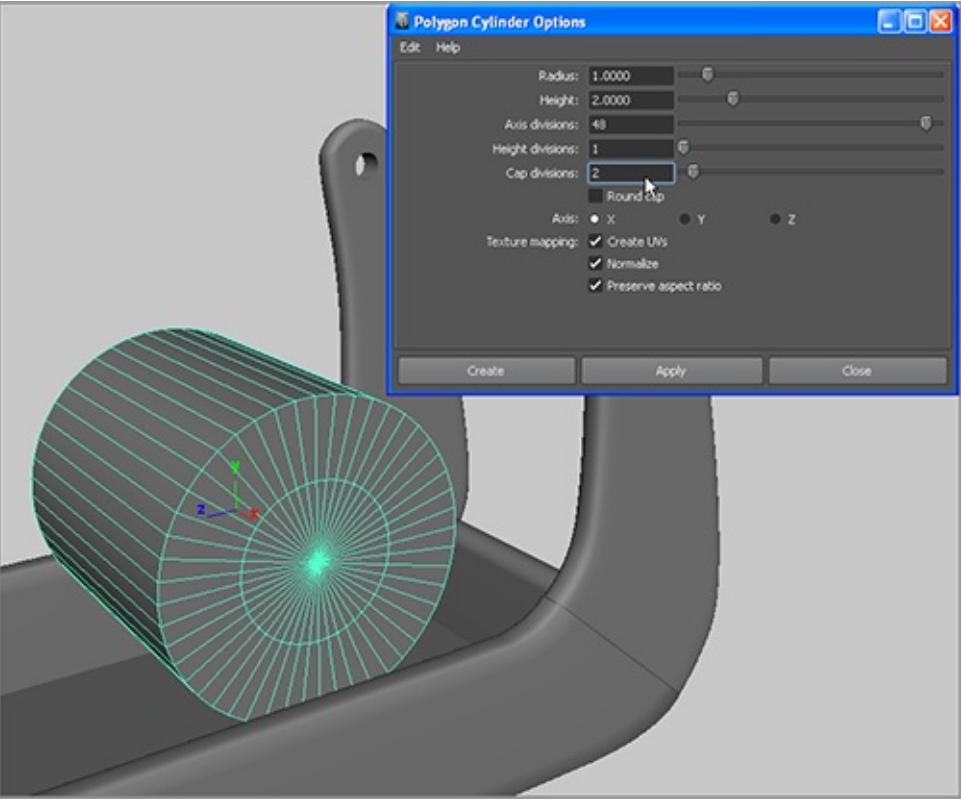 Polygon Cylinder Options
Edit Help
Radius: 1.0000
Height: 2.0000
Axis divisions: 48
Height divisions: 1
Cap divisions: 2
Round cap
Axis: X Y Z
Texture mapping: Create UVs
Normalize
Preserve aspect ratio
Create Apply Close
y
z x